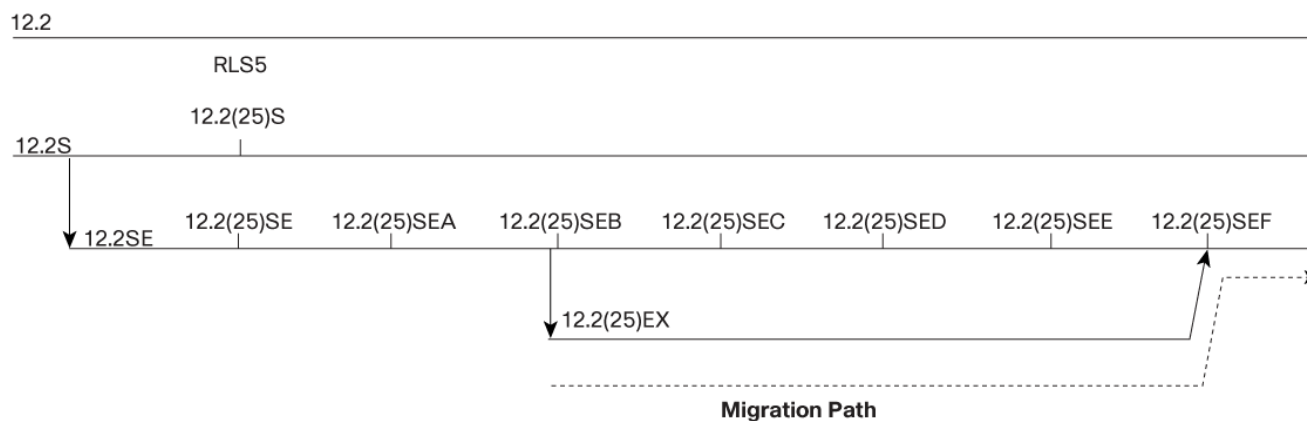 12.2
RLS5
12.2(25)S
12.2S
12.2(25)SE 12.2(25)SEA 12.2(25)SEB 12.2(25)SEC 12.2(25)SED 12.2(25)SEE 12.2(25)SEF
12.2SE
12.2(25)EX
Migration Path